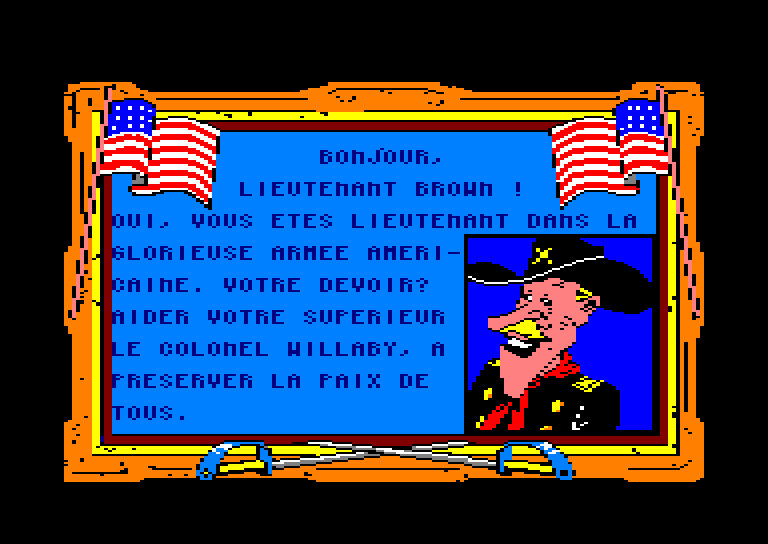 BONJOUR,
LIEUTENANT BROWN !
OUI, VOUS ETES LIEUTENANT DANS LA
GLORIEUSE ARMEE AMERI-
CAINE. VOTRE DEVOIR?
AIDER VOTRE SUPERIEUR
LE COLONEL WILLABY, A
PRESERVER LA PAIX DE
TOUS.